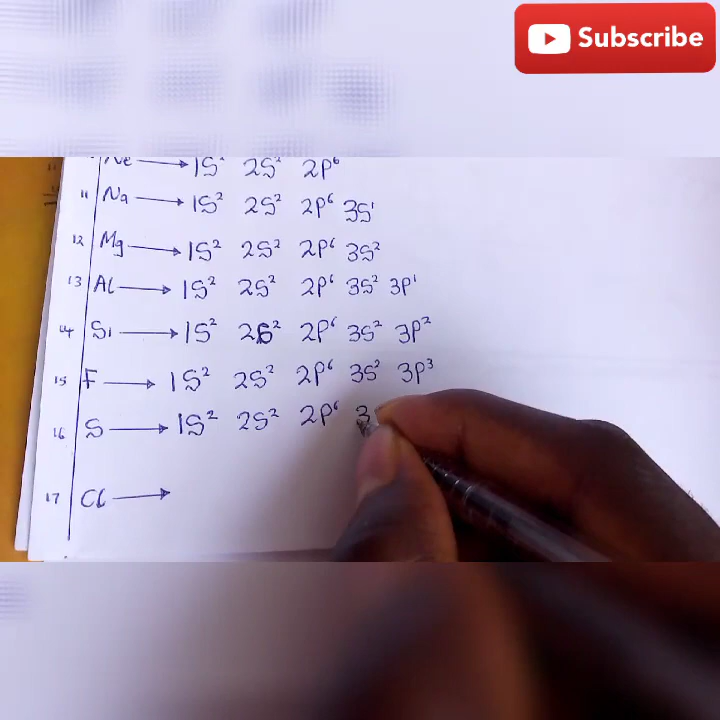 Subscribe
Ne → 1S² 2S² 2P⁶
11 Na → 1S² 2S² 2P⁶ 3S¹
12 Mg → 1S² 2S² 2P⁶ 3S²
13 Al → 1S² 2S² 2P⁶ 3S² 3P¹
14 Si → 1S² 2S² 2P⁶ 3S² 3P²
15 F → 1S² 2S² 2P⁶ 3S² 3P³
16 S → 1S² 2S² 2P⁶ 3
17 Cl →